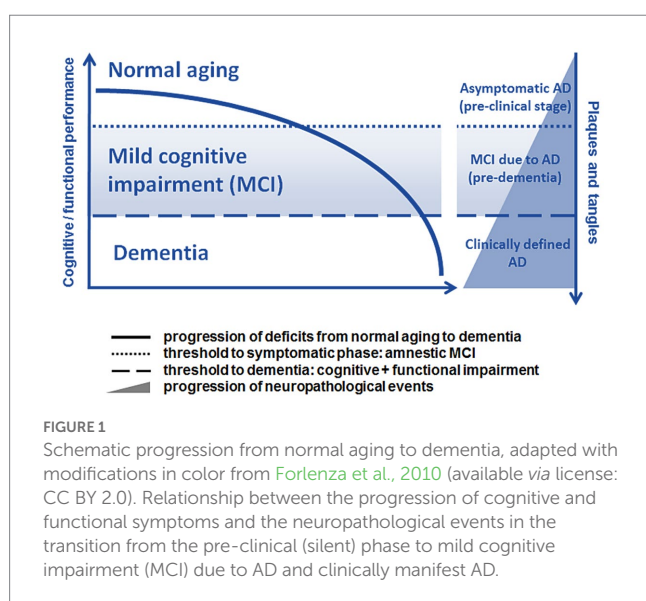 Cognitive/functional performance
Normal aging
Mild cognitive
impairment (MCI)
Dementia
Asymptomatic AD
(pre-clinical stage)
MCI due to AD
(pre-dementia)
Clinically defined
AD
Plaques and tangles
progression of deficits from normal aging to dementia
threshold to symptomatic phase: amnestic MCI
threshold to dementia: cognitive + functional impairment
progression of neuropathological events
FIGURE 1
Schematic progression from normal aging to dementia, adapted with
modifications in color from Forlenza et al., 2010 (available via license:
CC BY 2.0). Relationship between the progression of cognitive and
functional symptoms and the neuropathological events in the
transition from the pre-clinical (silent) phase to mild cognitive
impairment (MCI) due to AD and clinically manifest AD.